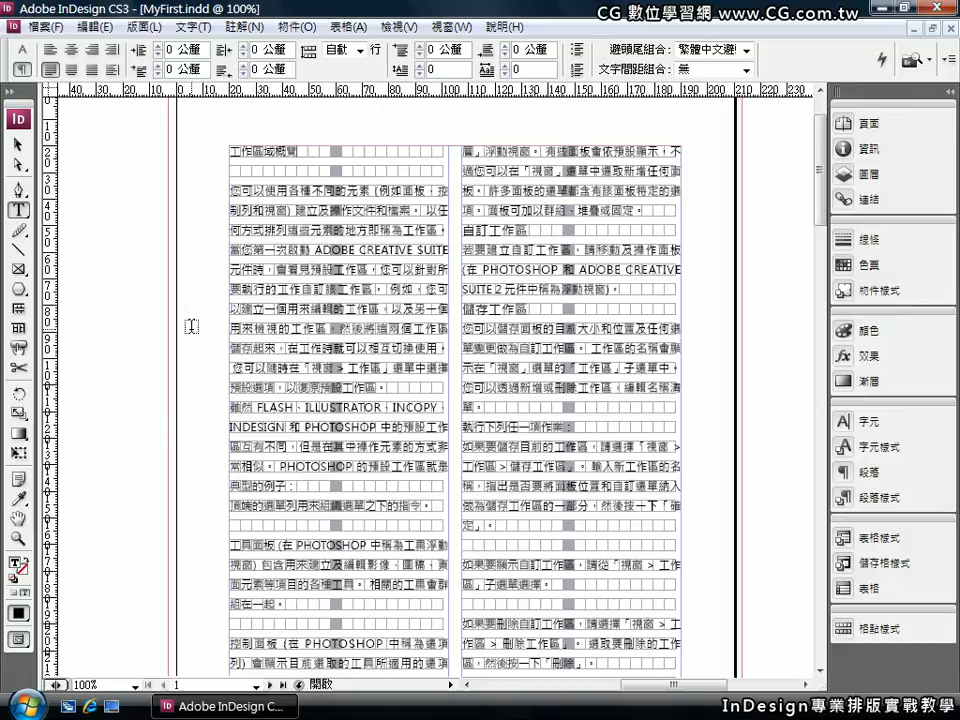 Adobe InDesign CS3 - [MyFirst.indd @ 100%]
CG 數位學習網 www.CG.com.tw
檔案(F) 編輯(E) 版面(L) 文字(T) 註解(N) 物件(O) 表格(A) 檢視(V) 視窗(W) 說明(H)
0 公釐 0 公釐 自動 行 0 公釐 0 公釐 避頭尾組合: 繁體中文避
0 公釐 0 公釐 0 0 文字間距組合: 無
40 30 20 10 0 10 20 30 40 50 60 70 80 90 100 110 120 130 140 150 160 170 180 190 200 210 220 230
工作區域概覽
您可以使用各種不同的元素 (例如面板、控
制列和視窗) 建立及操作文件和檔案。以任
何方式排列這些元素的地方即稱為工作區。
當您第一次啟動 ADOBE CREATIVE SUITE
元件時，會看見預設工作區，您可以針對所
要執行的工作自訂該工作區。例如，您可
以建立一個用來編輯的工作區，以及另一個
用來檢視的工作區，然後將這兩個工作區
儲存起來，在工作時就可以相互切換使用。
您可以隨時在「視窗 > 工作區」選單中選擇
預設選項，以復原預設工作區。
雖然 FLASH、ILLUSTRATOR、INCOPY、
INDESIGN 和 PHOTOSHOP 中的預設工作
區互有不同，但是在其中操作元素的方式非
常相似。PHOTOSHOP 的預設工作區就是
典型的例子：
頂端的選單列用來組織選單之下的指令。
工具面板 (在 PHOTOSHOP 中稱為工具浮動
視窗) 包含用來建立及編輯影像、圖稿、頁
面元素等項目的各種工具。相關的工具會群
組在一起。
控制面板 (在 PHOTOSHOP 中稱為選項
列) 會顯示目前選取的工具所適用的選項
層」浮動視窗。有些面板會依預設顯示，不
過您可以在「視窗」選單中選取新增任何面
板。許多面板的選單都含有該面板特定的選
項。面板可加以群組、堆疊或固定。
自訂工作區
若要建立自訂工作區，請移動及操作面板
(在 PHOTOSHOP 和 ADOBE CREATIVE
SUITE 2 元件中稱為浮動視窗)。
儲存工作區
您可以儲存面板的目前大小和位置及任何選
單變更做為自訂工作區。工作區的名稱會顯
示在「視窗」選單的「工作區」子選單中。
您可以透過新增或刪除工作區，編輯名稱清
單。
執行下列任一項作業：
如果要儲存目前的工作區，請選擇「視窗 >
工作區 > 儲存工作區」。輸入新工作區的名
稱，指出是否要將面板位置和自訂選單納入
做為儲存工作區的一部分，然後按一下「確
定」。
如果要顯示自訂工作區，請從「視窗 > 工作
區」子選單選擇。
如果要刪除自訂工作區，請選擇「視窗 > 工
作區 > 刪除工作區」。選取要刪除的工作
區，然後按一下「刪除」。
頁面
資訊
圖層
連結
線條
色票
物件樣式
顏色
效果
漸層
字元
字元樣式
段落
段落樣式
表格樣式
儲存格樣式
表格
格點樣式
100% 1 開啟
Adobe InDesign C...
InDesign專業排版實戰教學